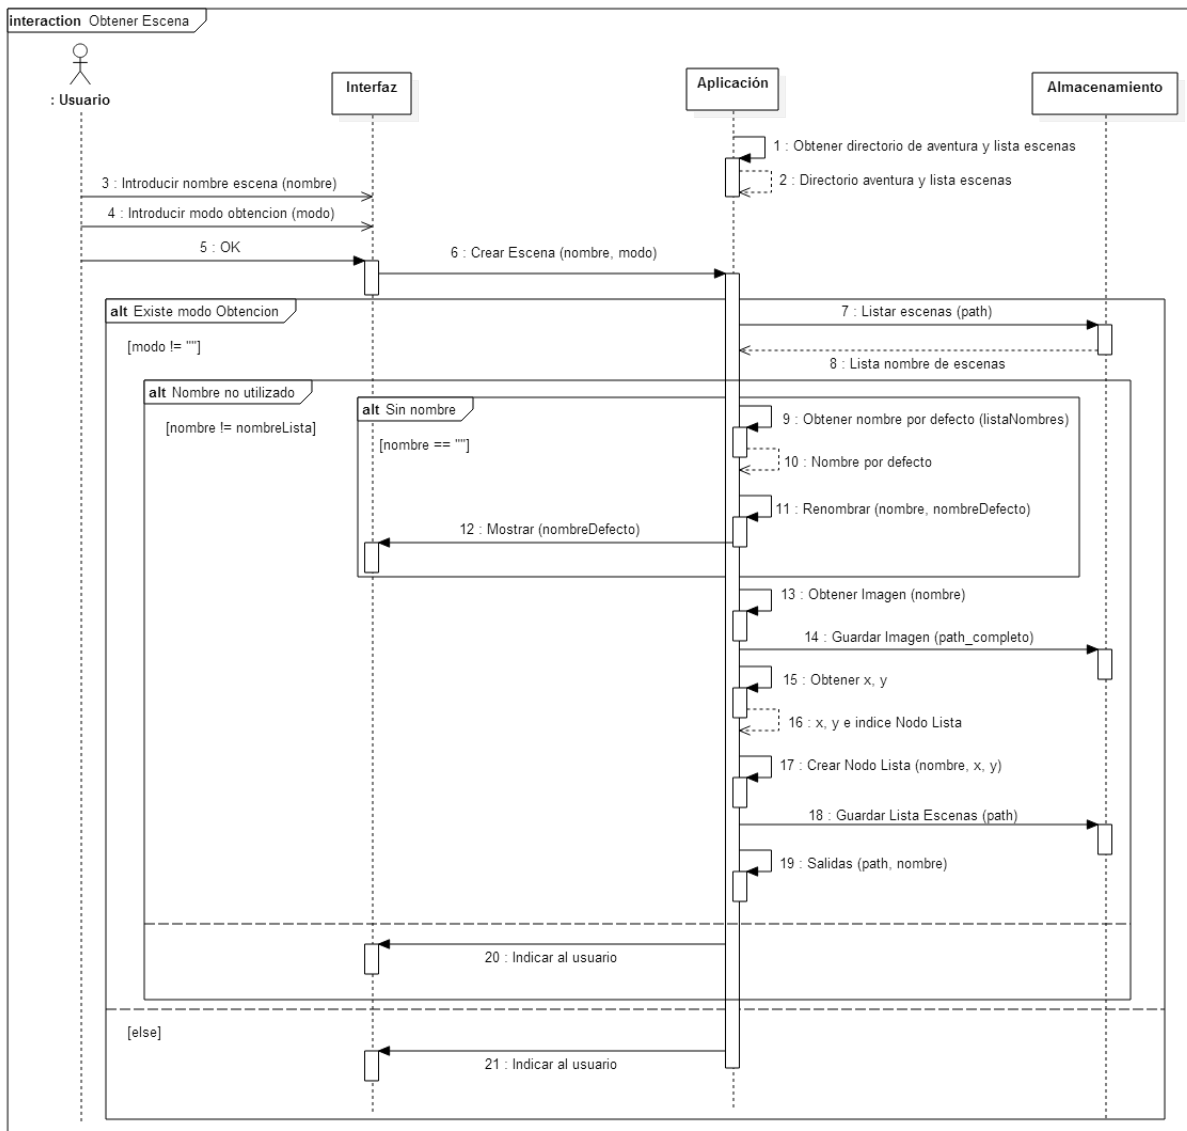 interaction Obtener Escena
: Usuario
Interfaz
Aplicación
Almacenamiento
1 : Obtener directorio de aventura y lista escenas
2 : Directorio aventura y lista escenas
3 : Introducir nombre escena (nombre)
4 : Introducir modo obtencion (modo)
5 : OK
6 : Crear Escena (nombre, modo)
alt Existe modo Obtencion
[modo != ""]
7 : Listar escenas (path)
8 : Lista nombre de escenas
alt Nombre no utilizado
[nombre != nombreLista]
alt Sin nombre
[nombre == ""]
9 : Obtener nombre por defecto (listaNombres)
10 : Nombre por defecto
11 : Renombrar (nombre, nombreDefecto)
12 : Mostrar (nombreDefecto)
13 : Obtener Imagen (nombre)
14 : Guardar Imagen (path_completo)
15 : Obtener x, y
16 : x, y e indice Nodo Lista
17 : Crear Nodo Lista (nombre, x, y)
18 : Guardar Lista Escenas (path)
19 : Salidas (path, nombre)
20 : Indicar al usuario
[else]
21 : Indicar al usuario